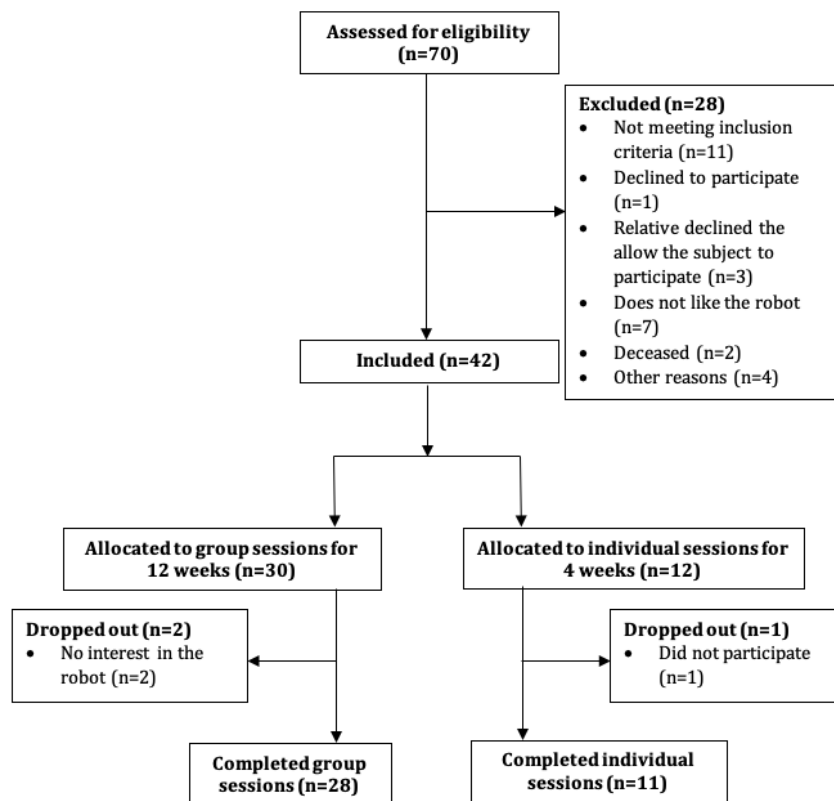 Assessed for eligibility
(n=70)
Excluded (n=28)
• Not meeting inclusion
criteria (n=11)
• Declined to participate
(n=1)
• Relative declined the
allow the subject to
participate (n=3)
• Does not like the robot
(n=7)
• Deceased (n=2)
• Other reasons (n=4)
Included (n=42)
Allocated to group sessions for
12 weeks (n=30)
Allocated to individual sessions for
4 weeks (n=12)
Dropped out (n=2)
• No interest in the
robot (n=2)
Dropped out (n=1)
• Did not participate
(n=1)
Completed group
sessions (n=28)
Completed individual
sessions (n=11)